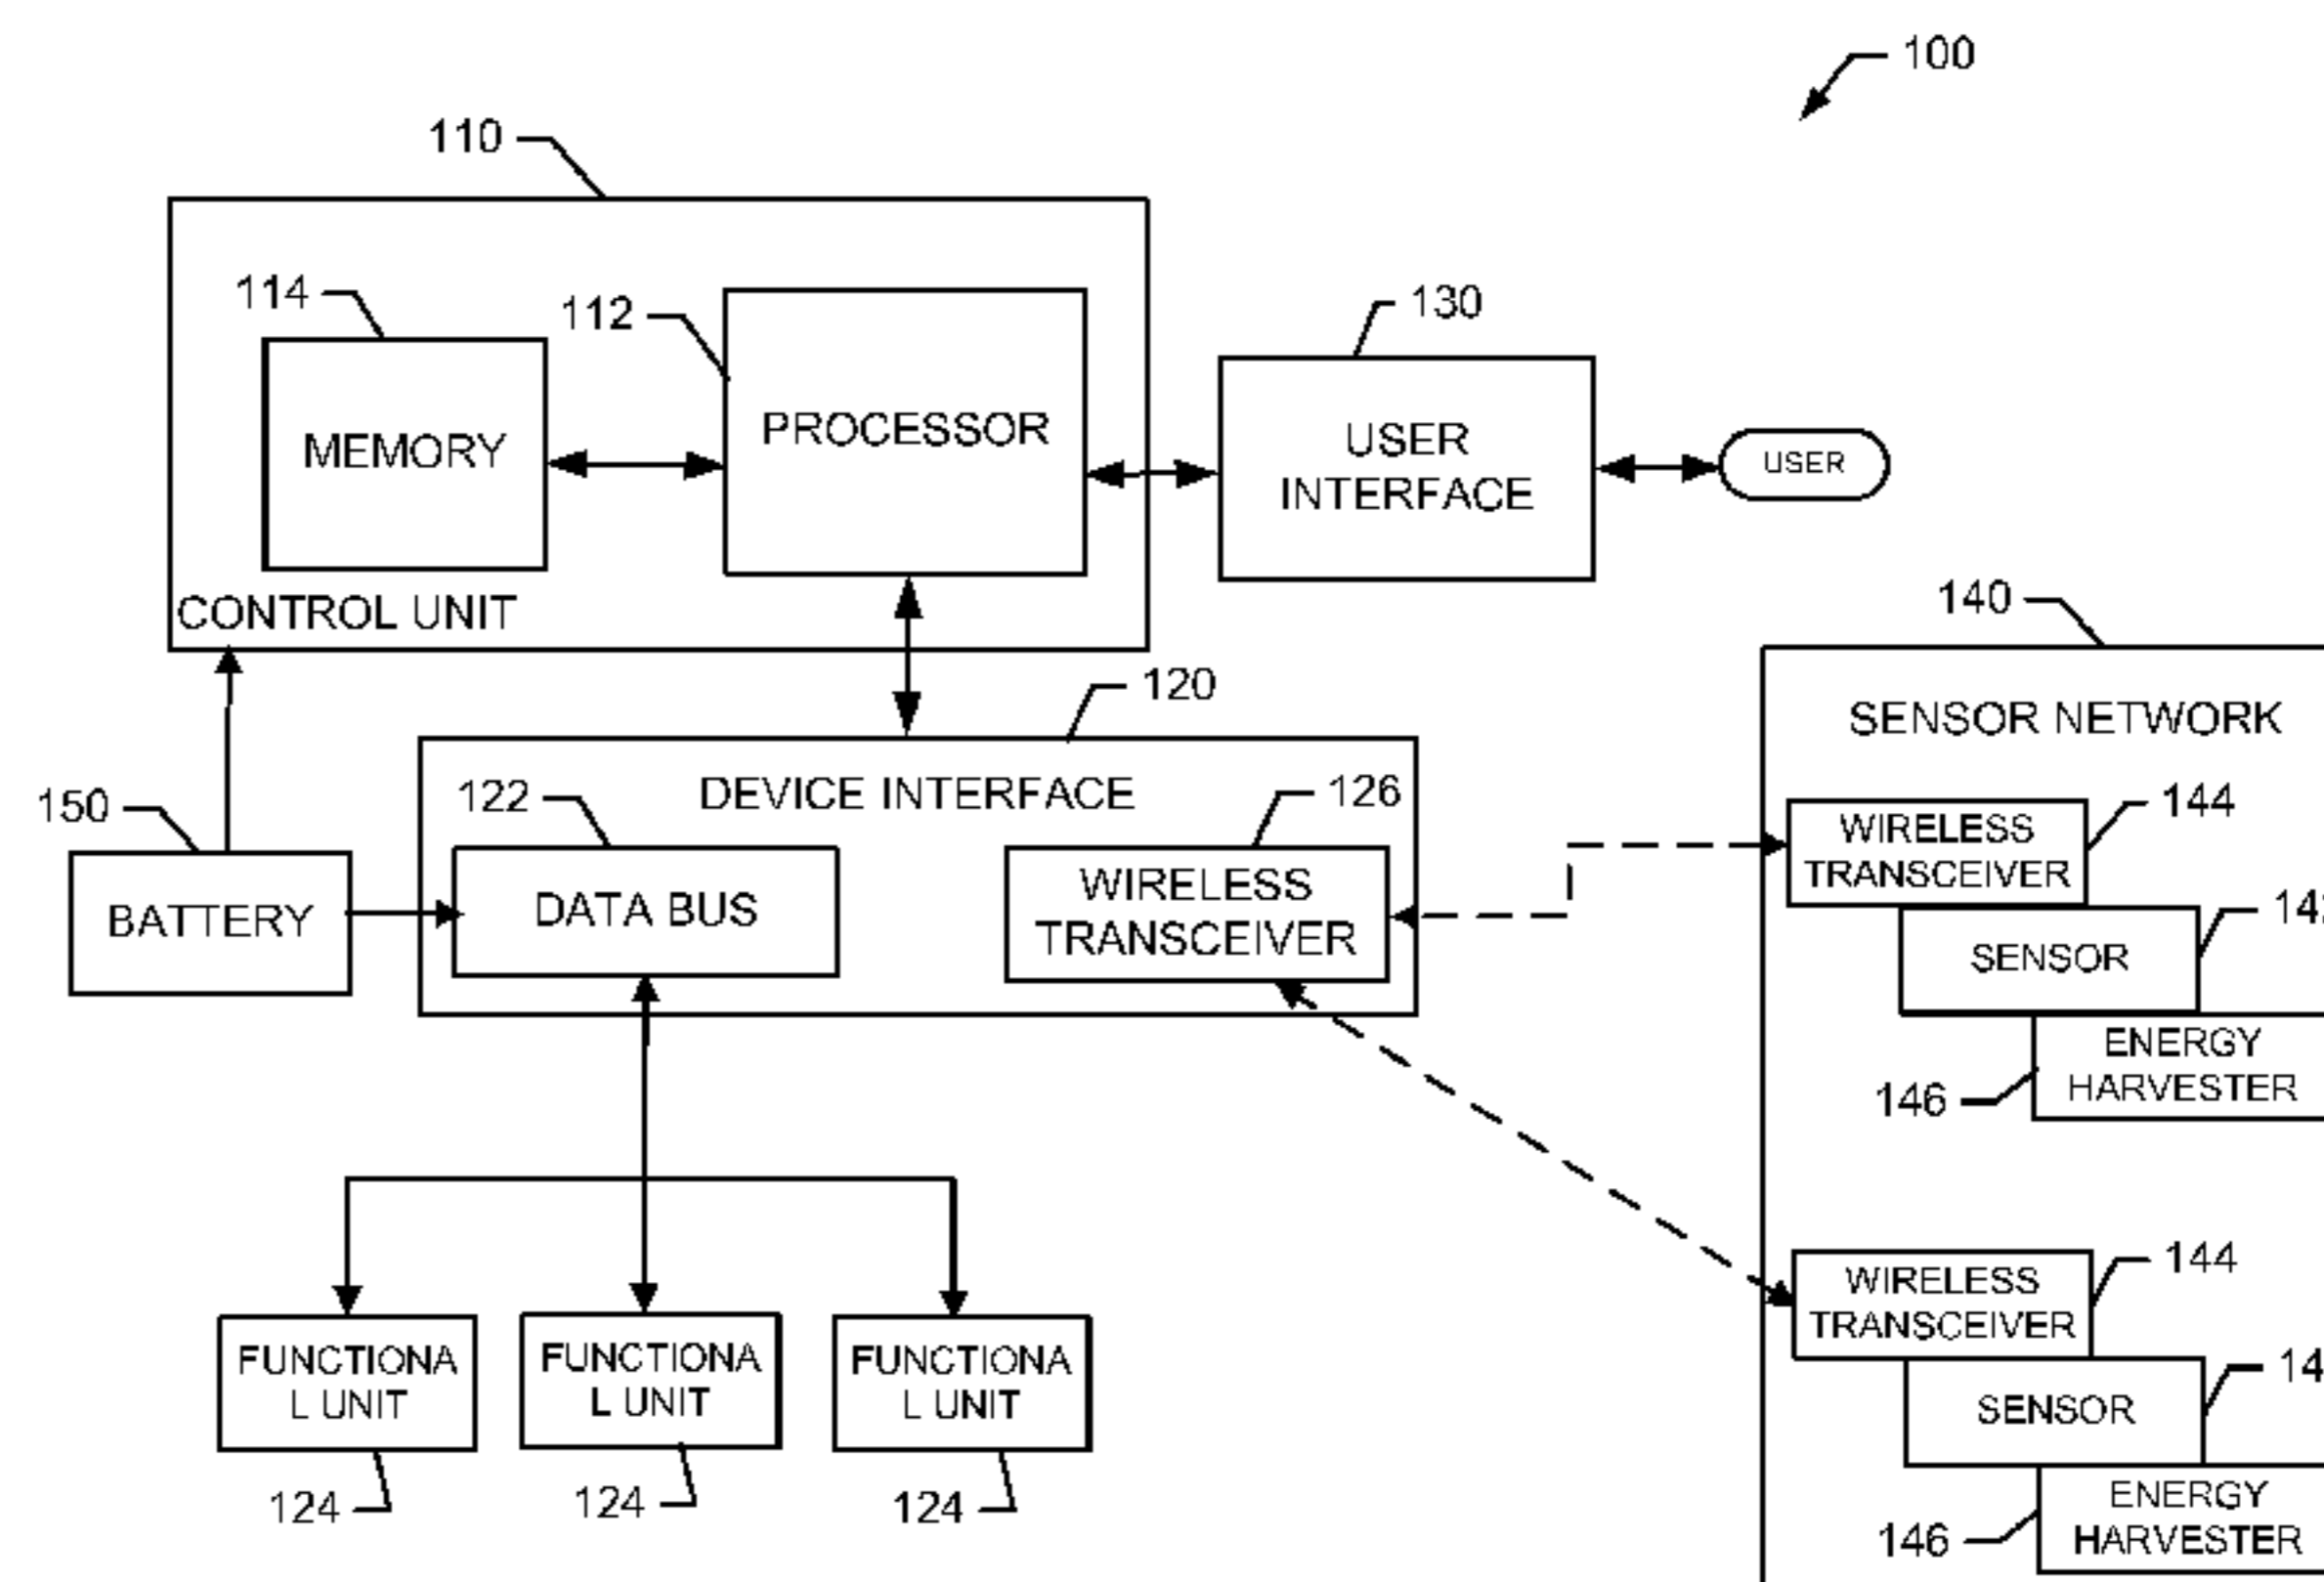 100
110
114
112
130
MEMORY
PROCESSOR
USER
INTERFACE
USER
CONTROL UNIT
140
120
SENSOR NETWORK
150
122
DEVICE INTERFACE
126
144
BATTERY
DATA BUS
WIRELESS
TRANSCEIVER
WIRELESS
TRANSCEIVER
SENSOR
ENERGY
HARVESTER
146
WIRELESS
TRANSCEIVER
144
SENSOR
ENERGY
HARVESTER
146
FUNCTIONA
L UNIT
FUNCTIONA
L UNIT
FUNCTIONA
L UNIT
124
124
124